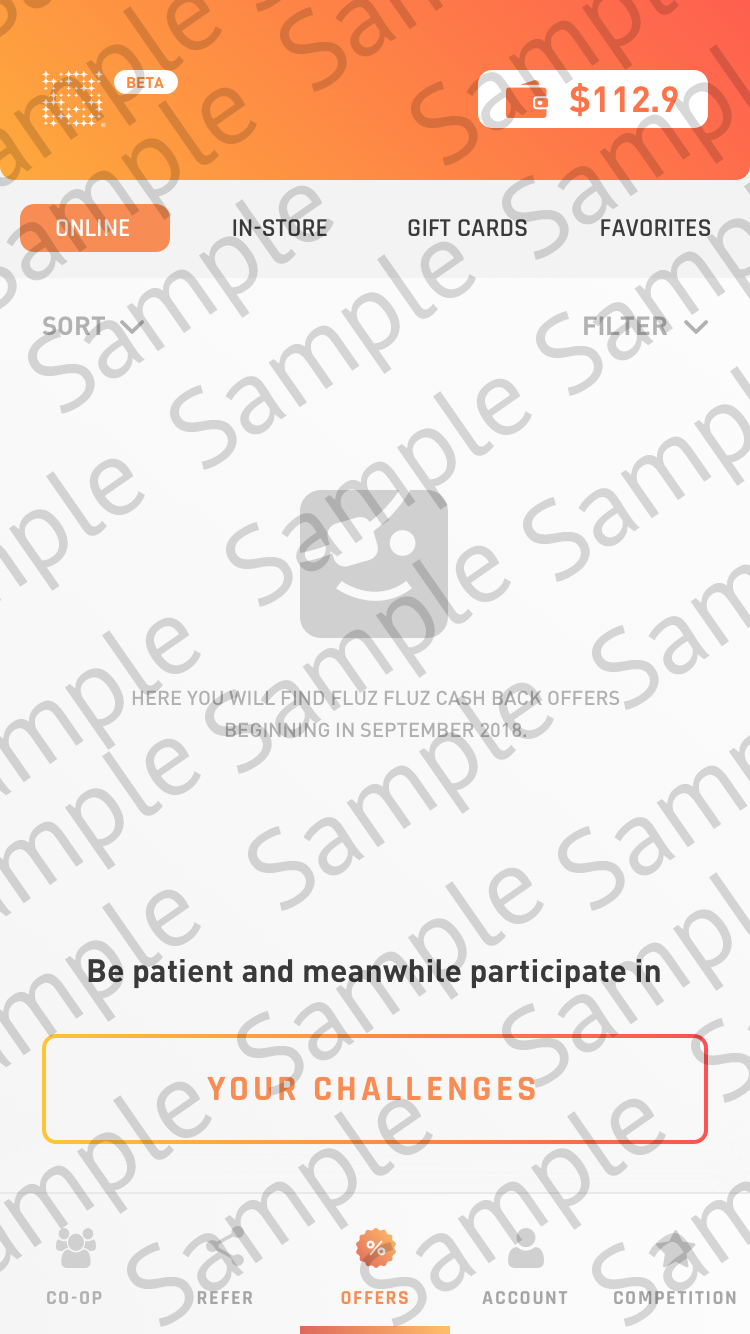 BETA
$112.9
ONLINE IN-STORE GIFT CARDS FAVORITES
SORT FILTER
HERE YOU WILL FIND FLUZ FLUZ CASH BACK OFFERS
BEGINNING IN SEPTEMBER 2018.
Be patient and meanwhile participate in
YOUR CHALLENGES
CO-OP REFER OFFERS ACCOUNT COMPETITION
Sample